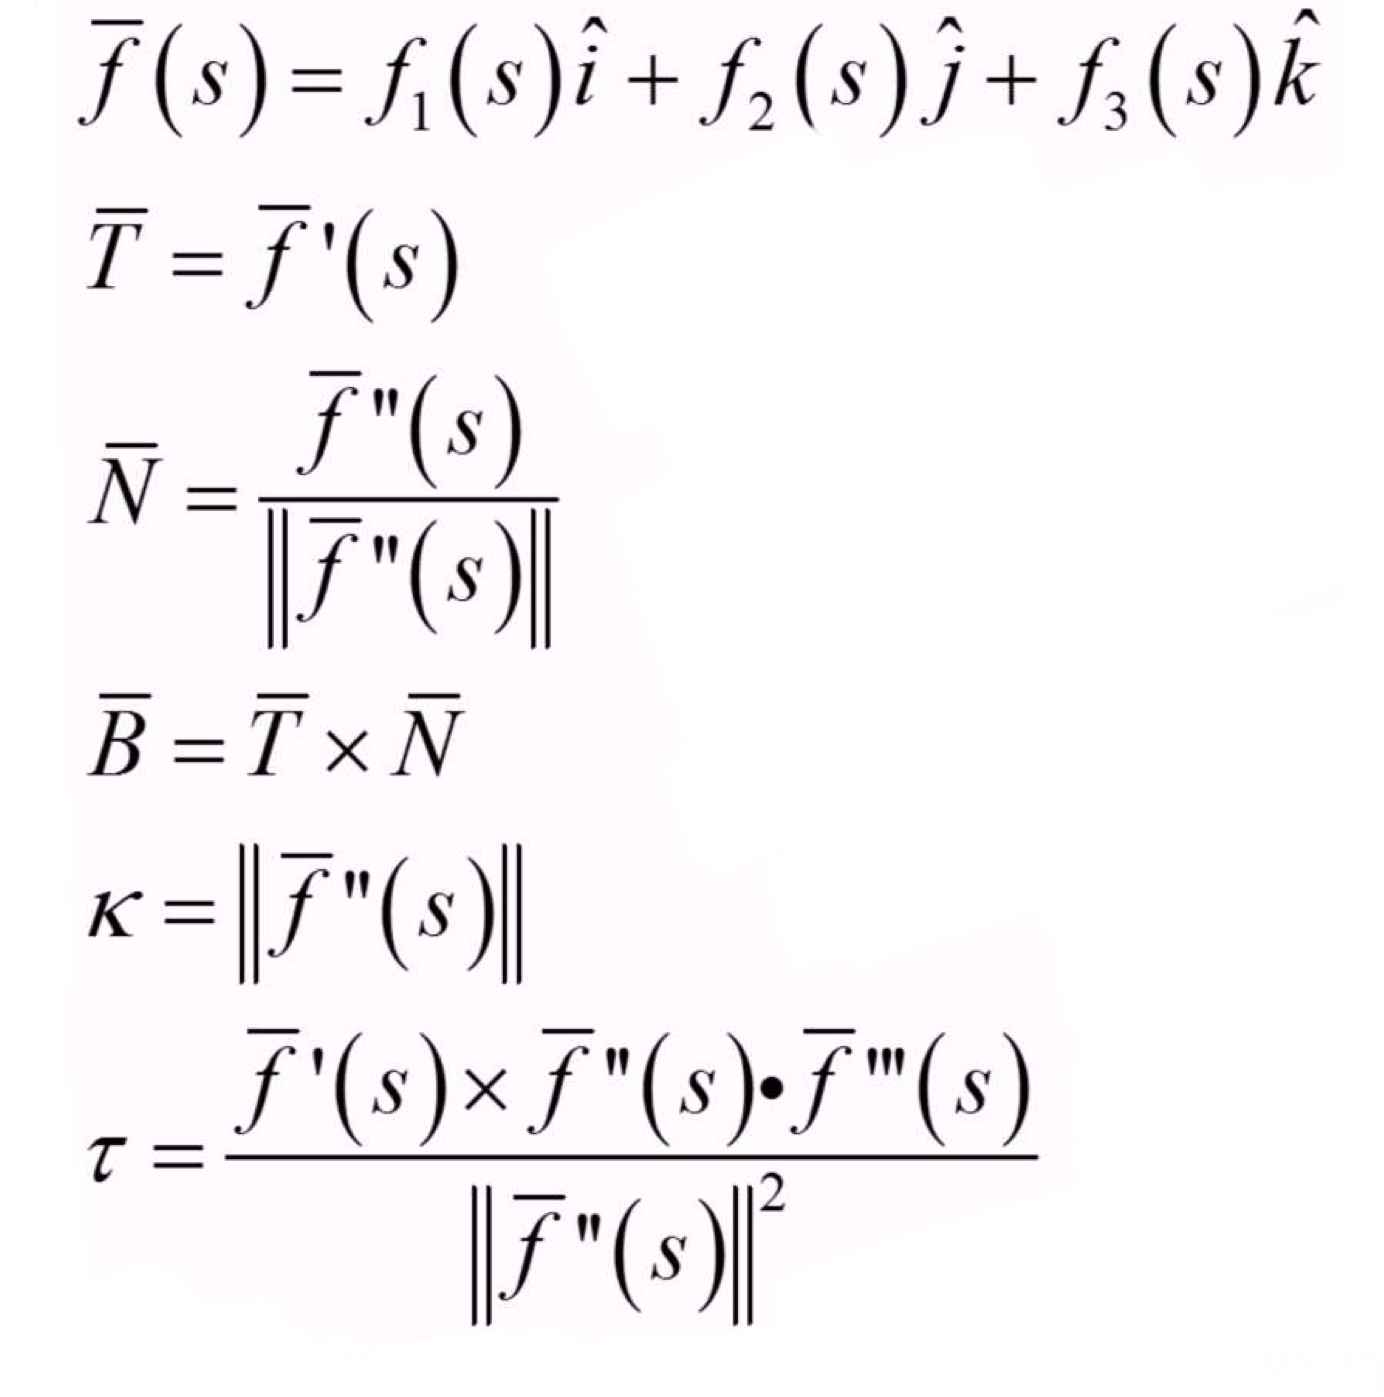 f̅(s) = f₁(s)î + f₂(s)ĵ + f₃(s)k̂
T̅ = f̅'(s)
N̅ = f̅''(s) / ‖f̅''(s)‖
B̅ = T̅ × N̅
κ = ‖f̅''(s)‖
τ = f̅'(s) × f̅''(s) • f̅'''(s) / ‖f̅''(s)‖²